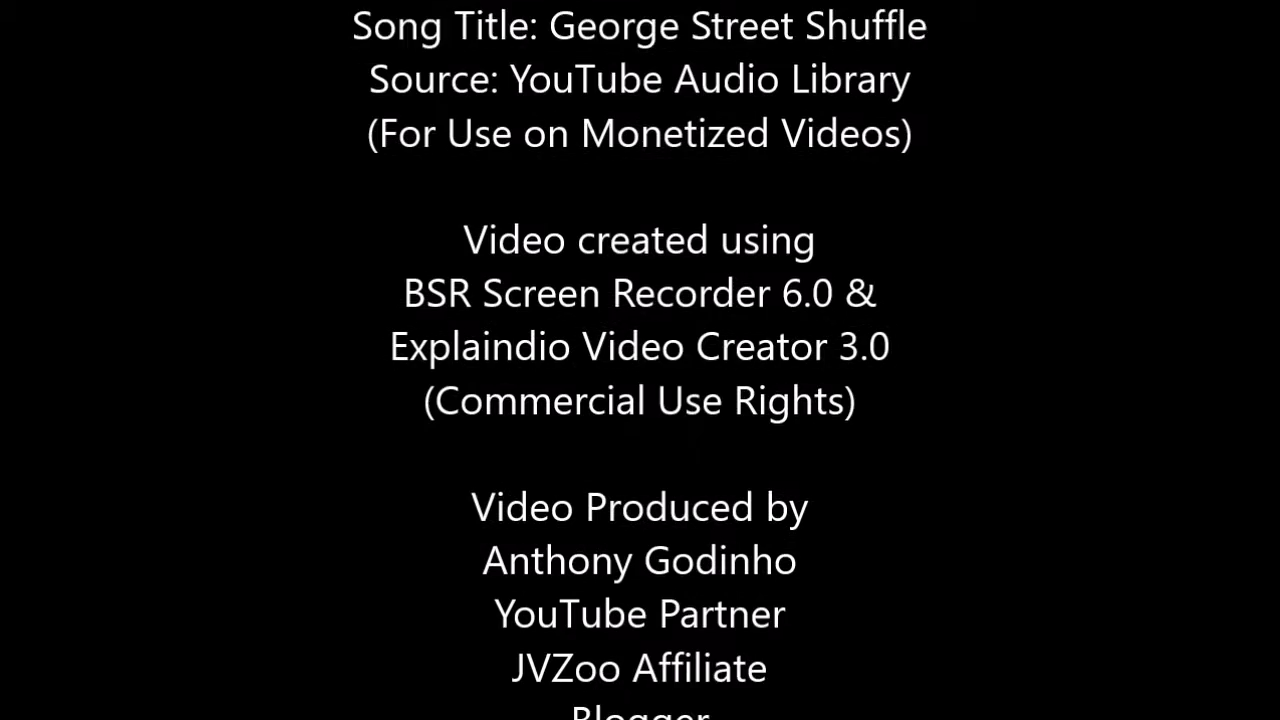 Song Title: George Street Shuffle
Source: YouTube Audio Library
(For Use on Monetized Videos)
Video created using
BSR Screen Recorder 6.0 &
Explaindio Video Creator 3.0
(Commercial Use Rights)
Video Produced by
Anthony Godinho
YouTube Partner
JVZoo Affiliate
Blogger